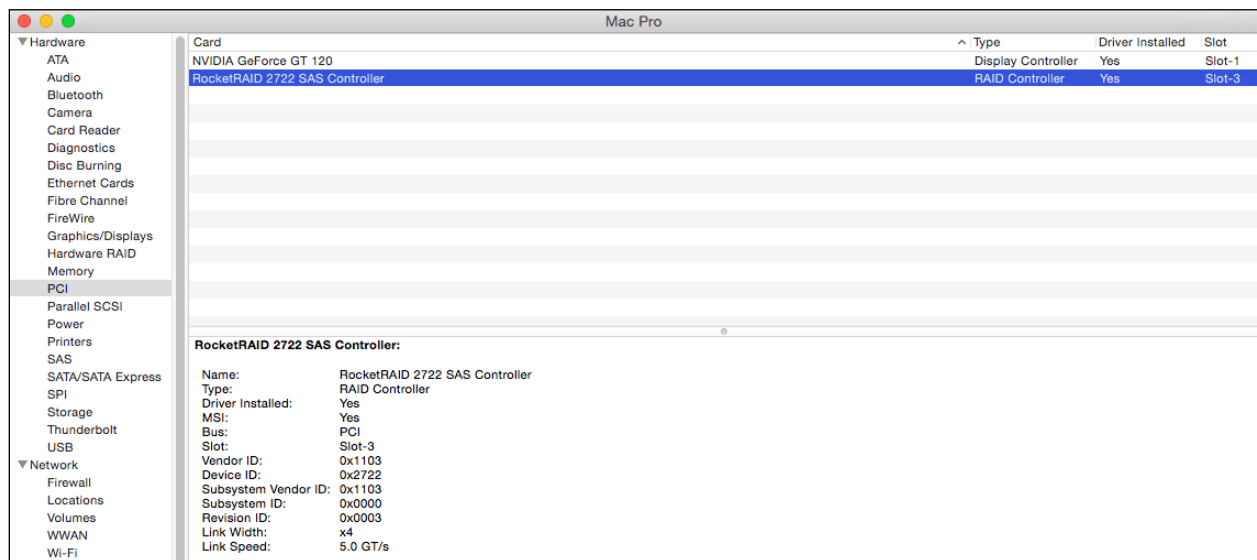 Mac Pro
Hardware
ATA
Audio
Bluetooth
Camera
Card Reader
Diagnostics
Disc Burning
Ethernet Cards
Fibre Channel
FireWire
Graphics/Displays
Hardware RAID
Memory
PCI
Parallel SCSI
Power
Printers
SAS
SATA/SATA Express
SPI
Storage
Thunderbolt
USB
Network
Firewall
Locations
Volumes
WWAN
Wi-Fi
Card Type Driver Installed Slot
NVIDIA GeForce GT 120 Display Controller Yes Slot-1
RocketRAID 2722 SAS Controller RAID Controller Yes Slot-3
RocketRAID 2722 SAS Controller:
Name: RocketRAID 2722 SAS Controller
Type: RAID Controller
Driver Installed: Yes
MSI: Yes
Bus: PCI
Slot: Slot-3
Vendor ID: 0x1103
Device ID: 0x2722
Subsystem Vendor ID: 0x1103
Subsystem ID: 0x0000
Revision ID: 0x0003
Link Width: x4
Link Speed: 5.0 GT/s